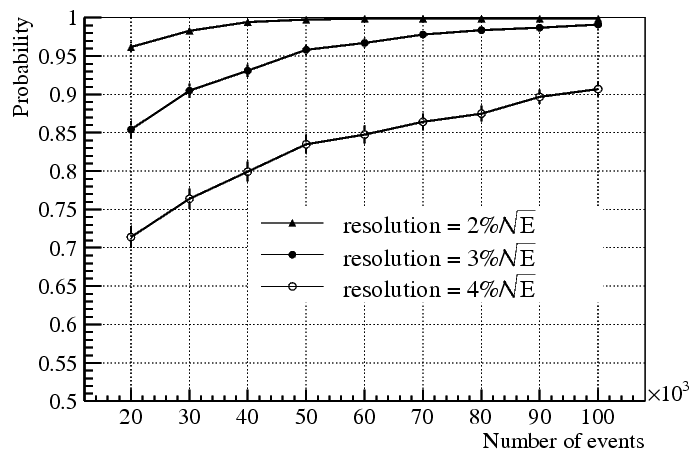 Probability
1
0.95
0.9
0.85
0.8
0.75
0.7
0.65
0.6
0.55
0.5
resolution = 2%/√E
resolution = 3%/√E
resolution = 4%/√E
20 30 40 50 60 70 80 90 100
×10³
Number of events